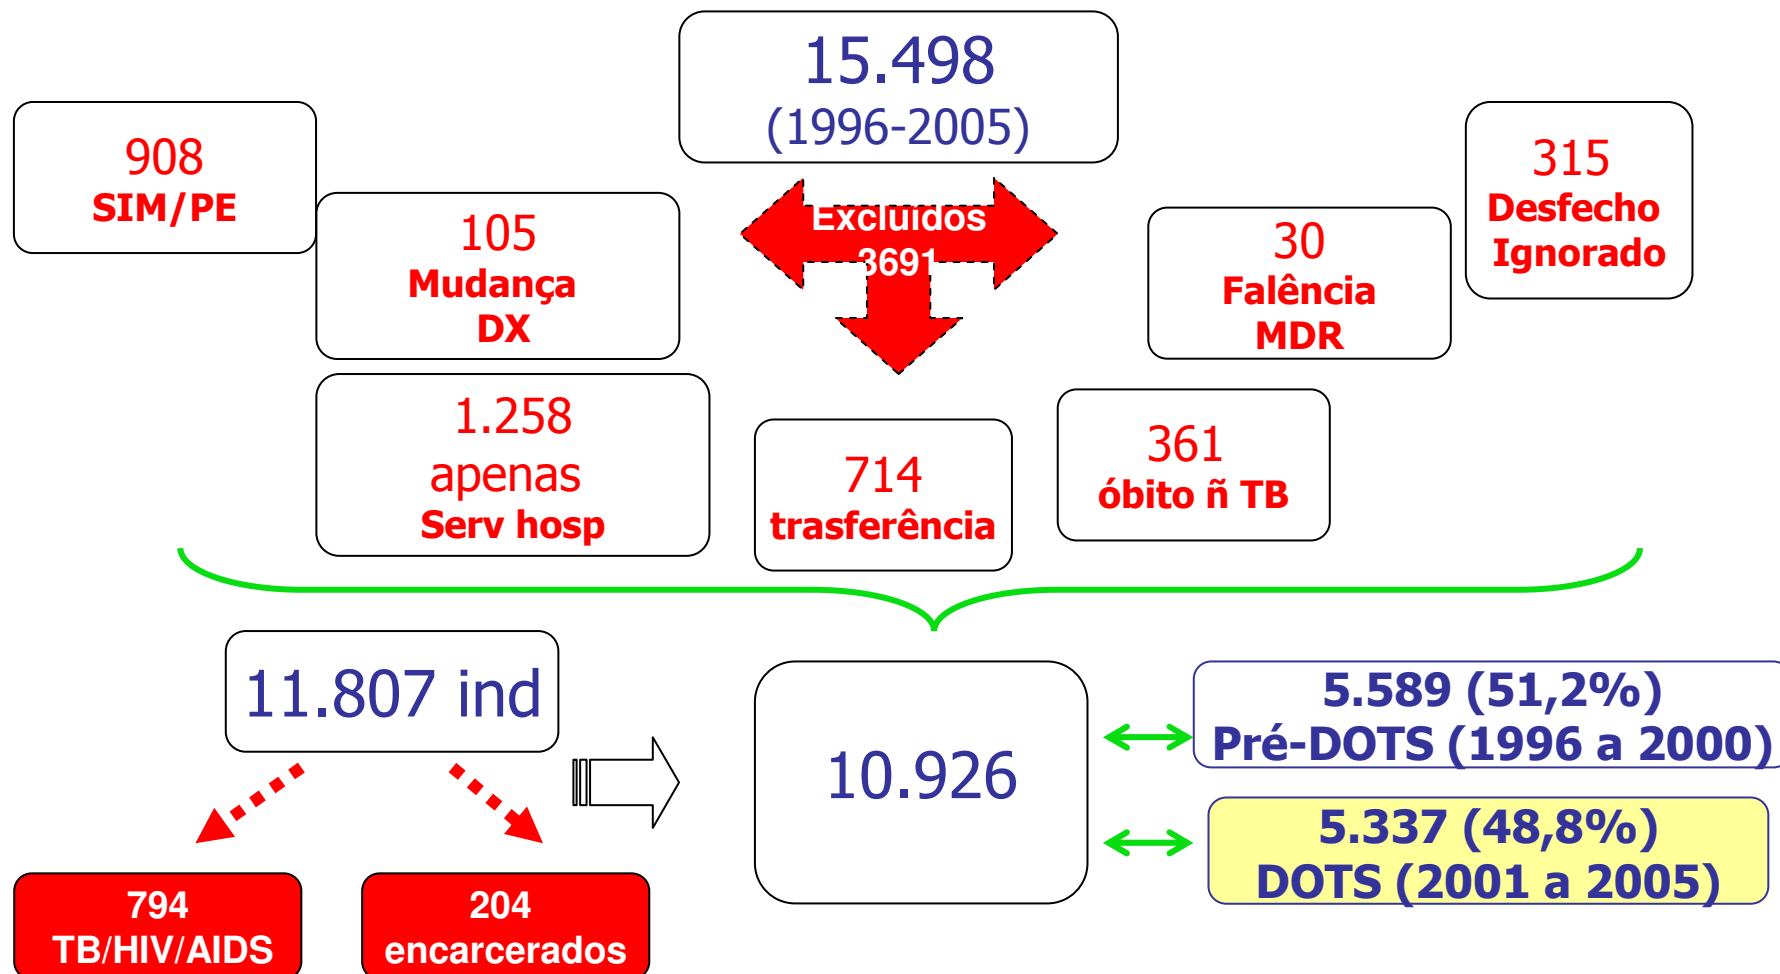 15.498
(1996-2005)
908
SIM/PE
105
Mudança
DX
Excluídos
3691
30
Falência
MDR
315
Desfecho
Ignorado
1.258
apenas
Serv hosp
714
trasferência
361
óbito ñ TB
11.807 ind
10.926
5.589 (51,2%)
Pré-DOTS (1996 a 2000)
5.337 (48,8%)
DOTS (2001 a 2005)
794
TB/HIV/AIDS
204
encarcerados